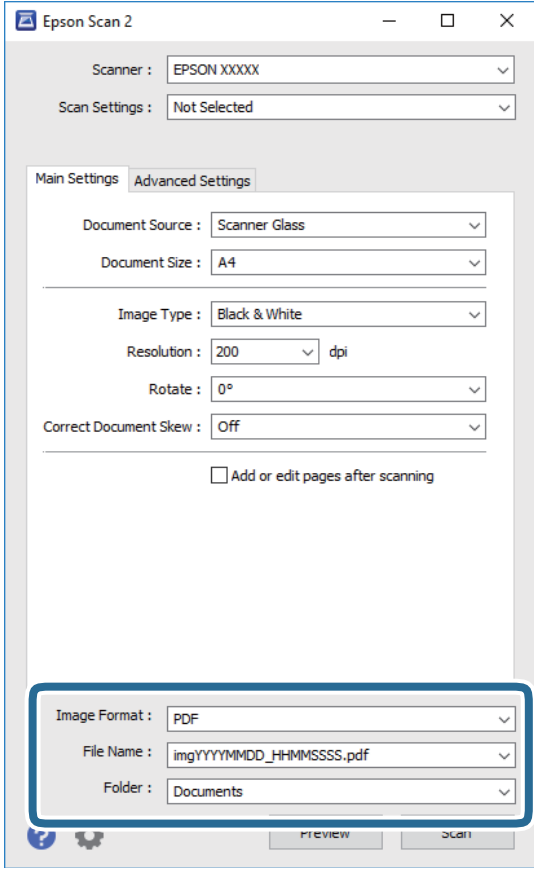 Epson Scan 2
Scanner : EPSON XXXXX
Scan Settings : Not Selected
Main Settings Advanced Settings
Document Source : Scanner Glass
Document Size : A4
Image Type : Black & White
Resolution : 200 dpi
Rotate : 0°
Correct Document Skew : Off
Add or edit pages after scanning
Image Format : PDF
File Name : imgYYYYMMDD_HHMMSSSS.pdf
Folder : Documents
? Preview Scan